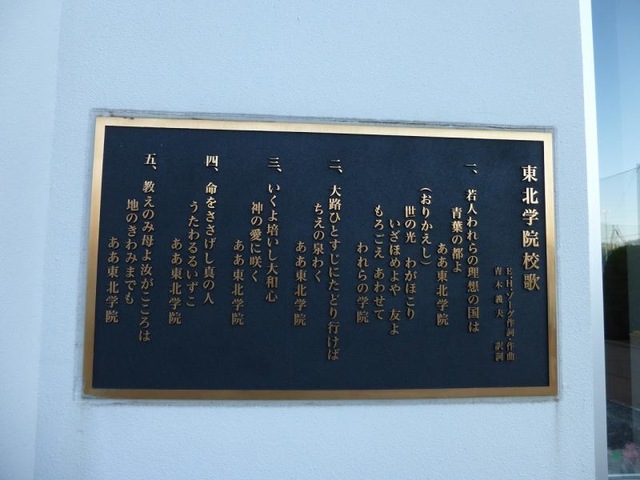 東北学院校歌
E.H.ゾーグ作詞・作曲
青木義夫 訳詞
一、若人われらの理想の国は
青葉の都よ
ああ東北学院
(おりかえし)
世の光 わがほこり
いざほめよや 友よ
もろごえ あわせて
われらの学院
二、大路ひとすじにたどり行けば
ちえの泉わく
ああ東北学院
三、いくよ培いし大和心
神の愛に咲く
ああ東北学院
四、命をささげし真の人
うたわるるいずこ
ああ東北学院
五、教えのみ母よ汝がこころは
地のきわみまでも
ああ東北学院